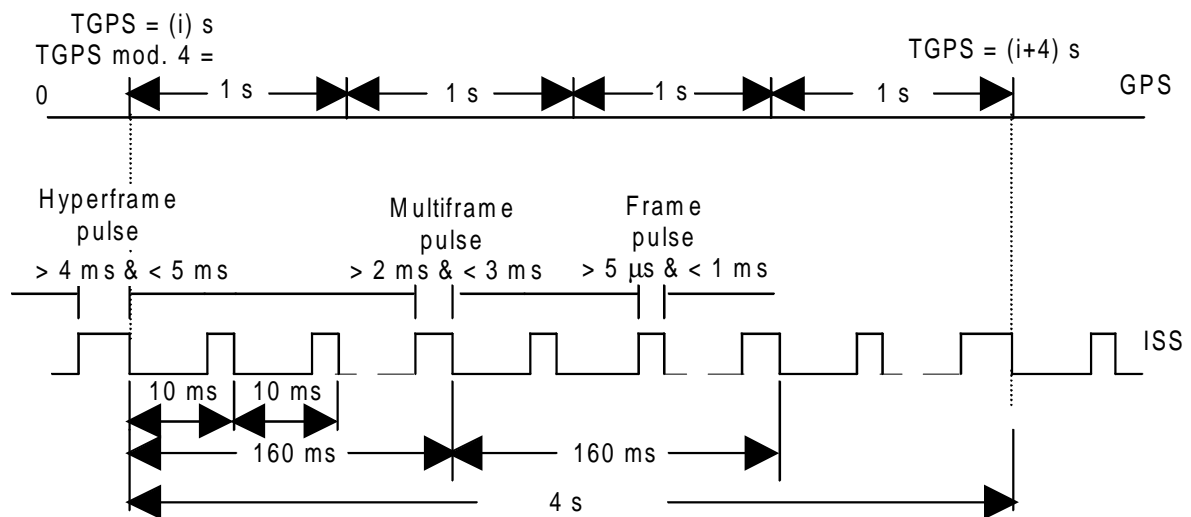 TGPS = (i) s
TGPS mod. 4 =
0
TGPS = (i+4) s
1 s
1 s
1 s
1 s
GPS
Hyperframe
pulse
> 4 ms & < 5 ms
Multiframe
pulse
> 2 ms & < 3 ms
Frame
pulse
> 5 μs & < 1 ms
ISS
10 ms
10 ms
160 ms
160 ms
4 s